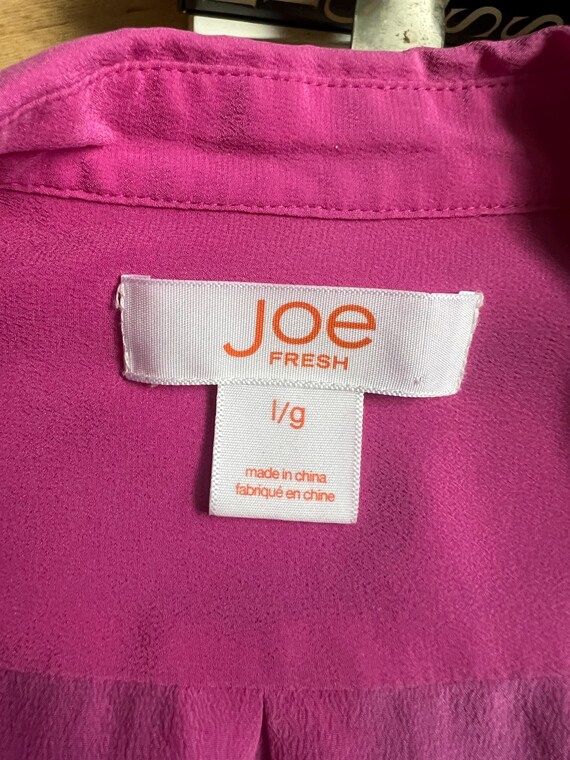 Joe
FRESH
l/g
made in china
fabriqué en chine